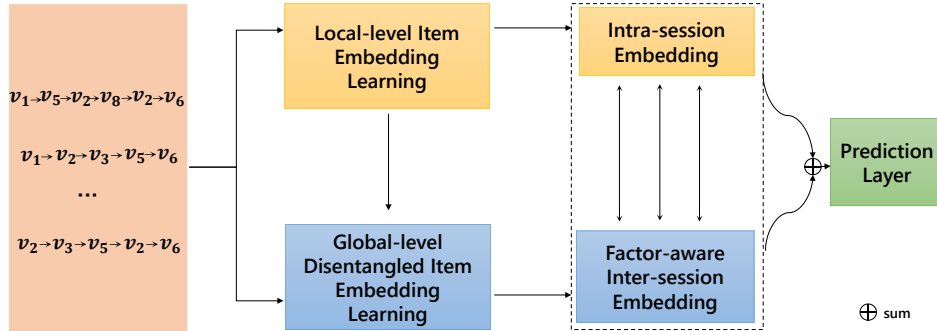 v₁→v₅→v₂→v₈→v₂→v₆
v₁→v₂→v₃→v₅→v₆
...
v₂→v₃→v₅→v₂→v₆
Local-level Item
Embedding
Learning
Global-level
Disentangled Item
Embedding
Learning
Intra-session
Embedding
Factor-aware
Inter-session
Embedding
⊕
Prediction
Layer
⊕ sum